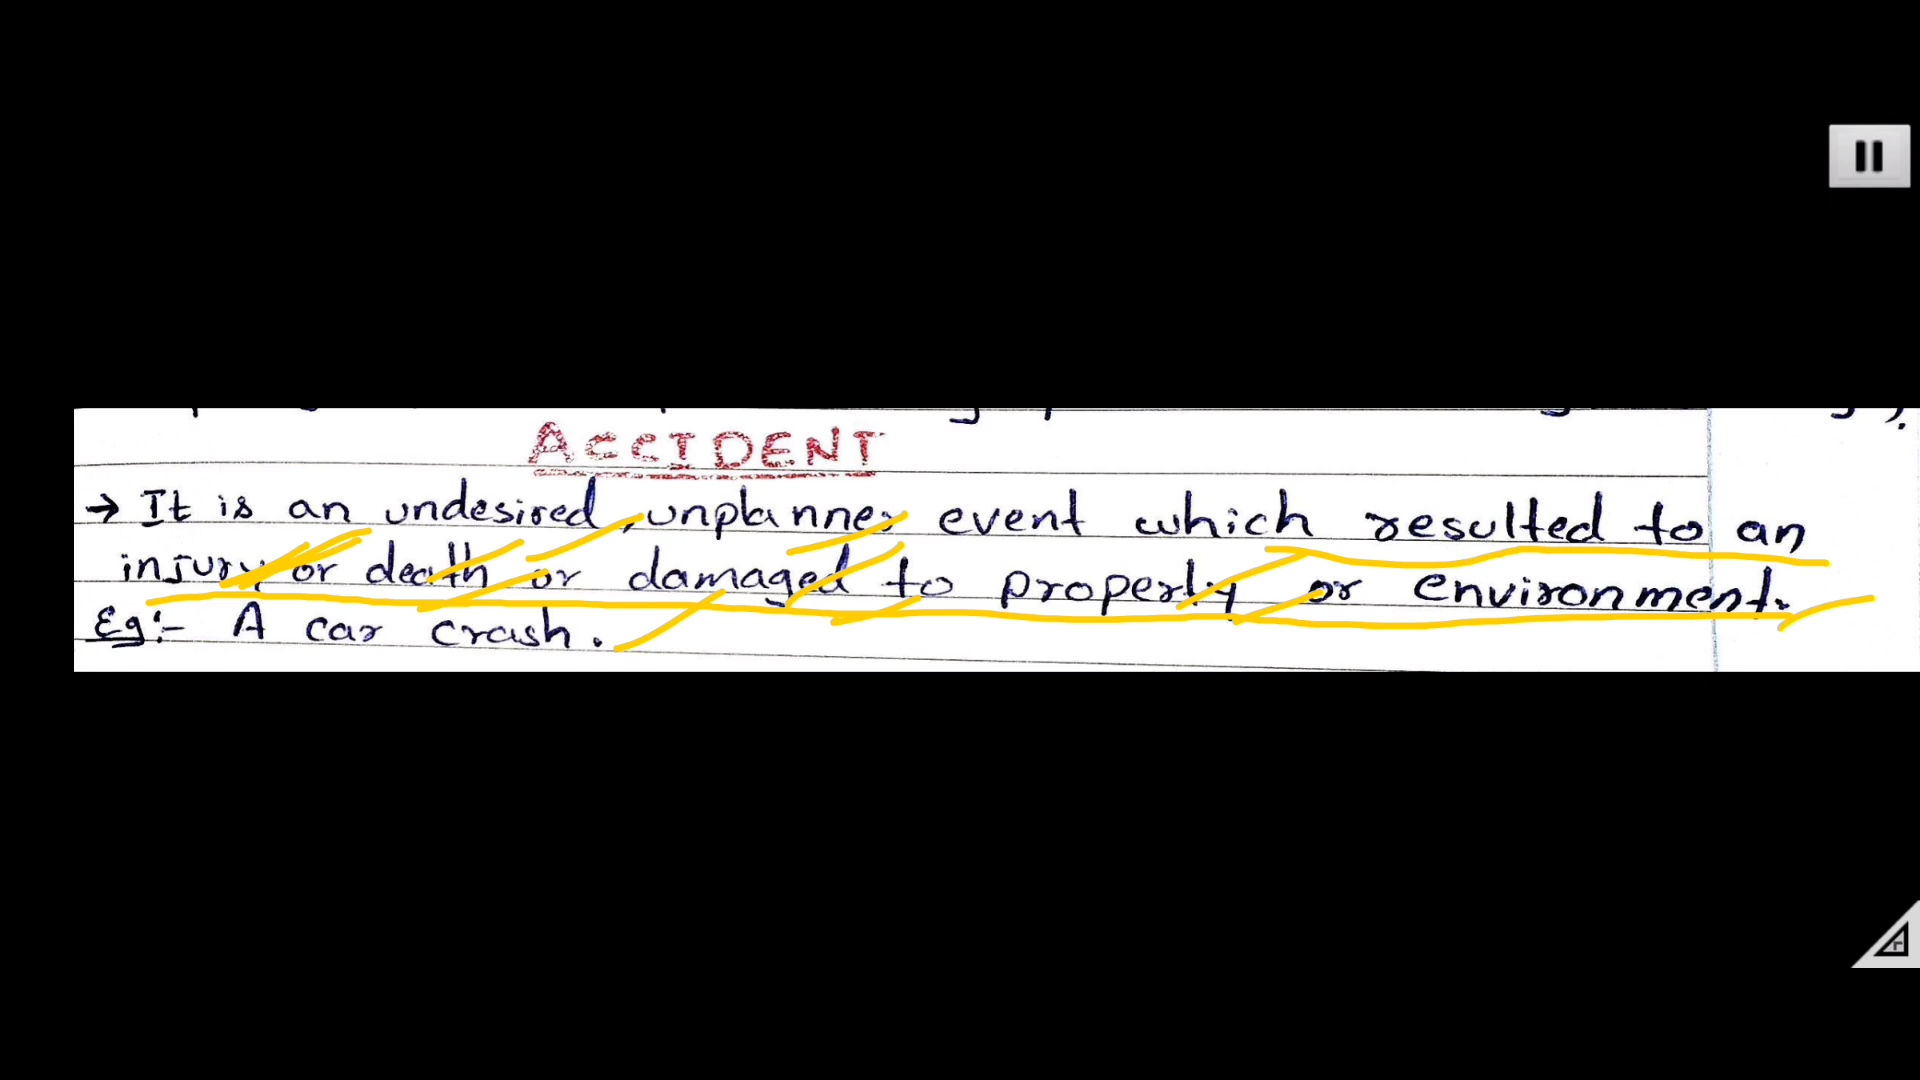 ACCIDENT
→ It is an undesired, unplanner event which resulted to an
injury or death or damaged to property or environment.
Eg:- A car crash.